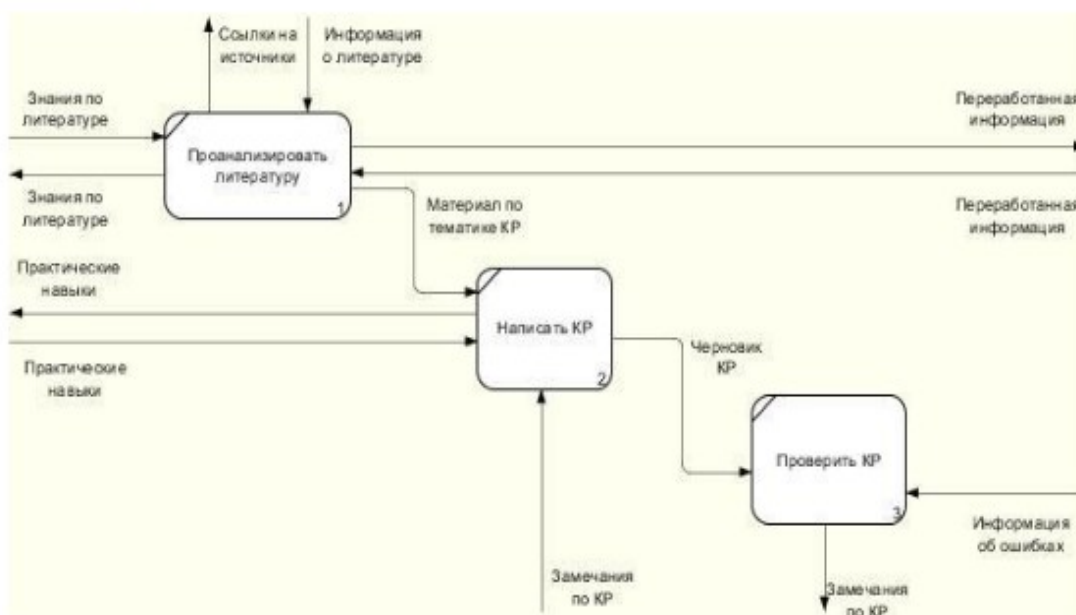 Ссылки на
источники
Информация
о литературе
Знания по
литературе
Переработанная
информация
Проанализировать
литературу
1
Знания по
литературе
Материал по
тематике КР
Переработанная
информация
Практические
навыки
Написать КР
2
Практические
навыки
Черновик
КР
Проверить КР
3
Информация
об ошибках
Замечания
по КР
Замечания
по КР